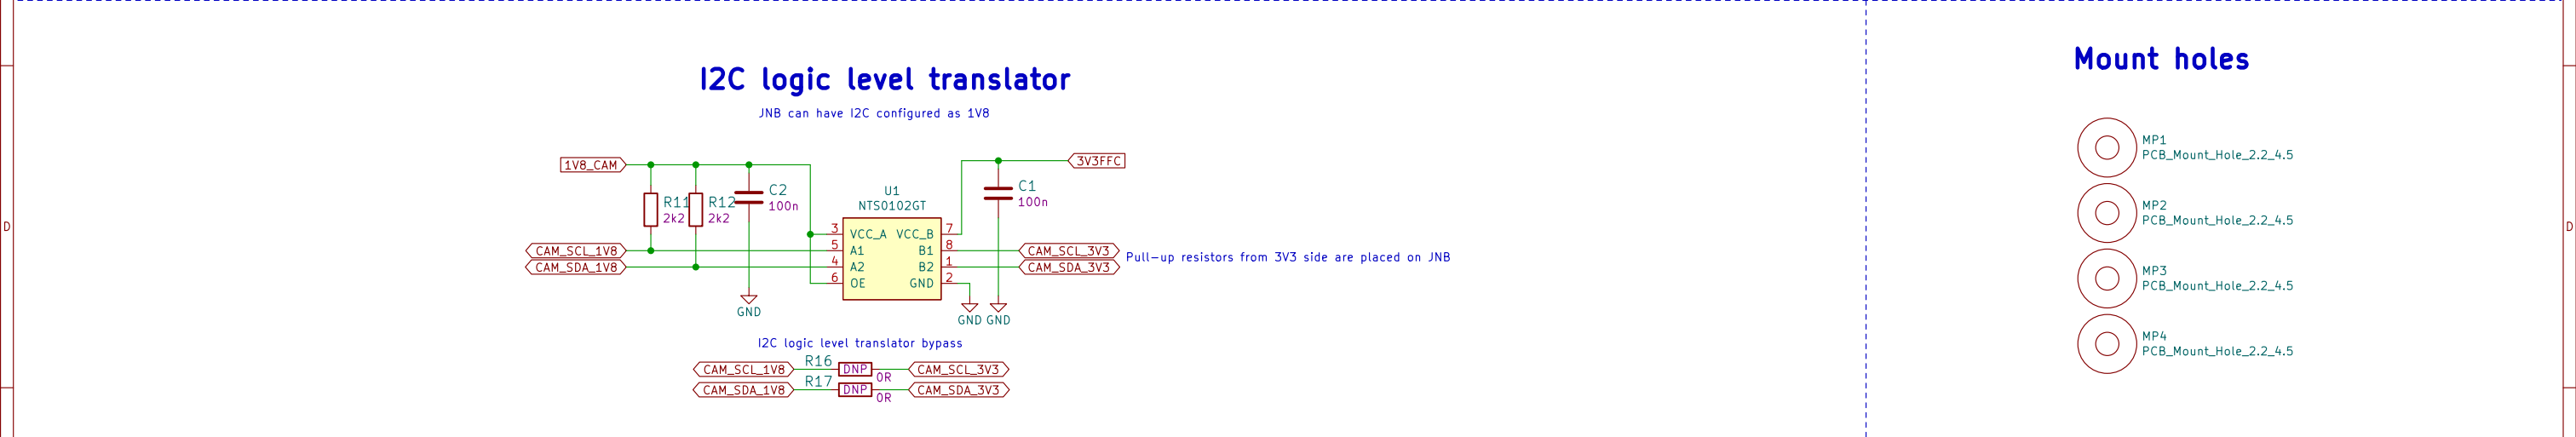 I2C logic level translator
JNB can have I2C configured as 1V8
1V8_CAM
3V3FFC
R11
2k2
R12
2k2
C2
100n
C1
100n
U1
NTS0102GT
3 VCC_A VCC_B 7
5 A1 B1 8
4 A2 B2 1
6 OE GND 2
CAM_SCL_1V8
CAM_SDA_1V8
CAM_SCL_3V3
CAM_SDA_3V3
Pull-up resistors from 3V3 side are placed on JNB
GND
GND GND
I2C logic level translator bypass
CAM_SCL_1V8 R16 DNP 0R CAM_SCL_3V3
CAM_SDA_1V8 R17 DNP 0R CAM_SDA_3V3
Mount holes
MP1
PCB_Mount_Hole_2.2_4.5
MP2
PCB_Mount_Hole_2.2_4.5
MP3
PCB_Mount_Hole_2.2_4.5
MP4
PCB_Mount_Hole_2.2_4.5
D
D